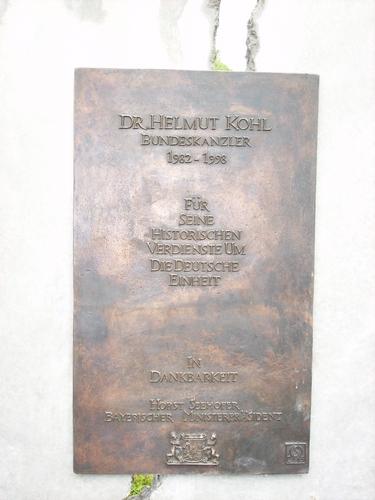 DR. HELMUT KOHL
BUNDESKANZLER
1982 - 1998
FÜR
SEINE
HISTORISCHEN
VERDIENSTE UM
DIE DEUTSCHE
EINHEIT
IN
DANKBARKEIT
HORST SEEHOFER
BAYERISCHER MINISTERPRÄSIDENT